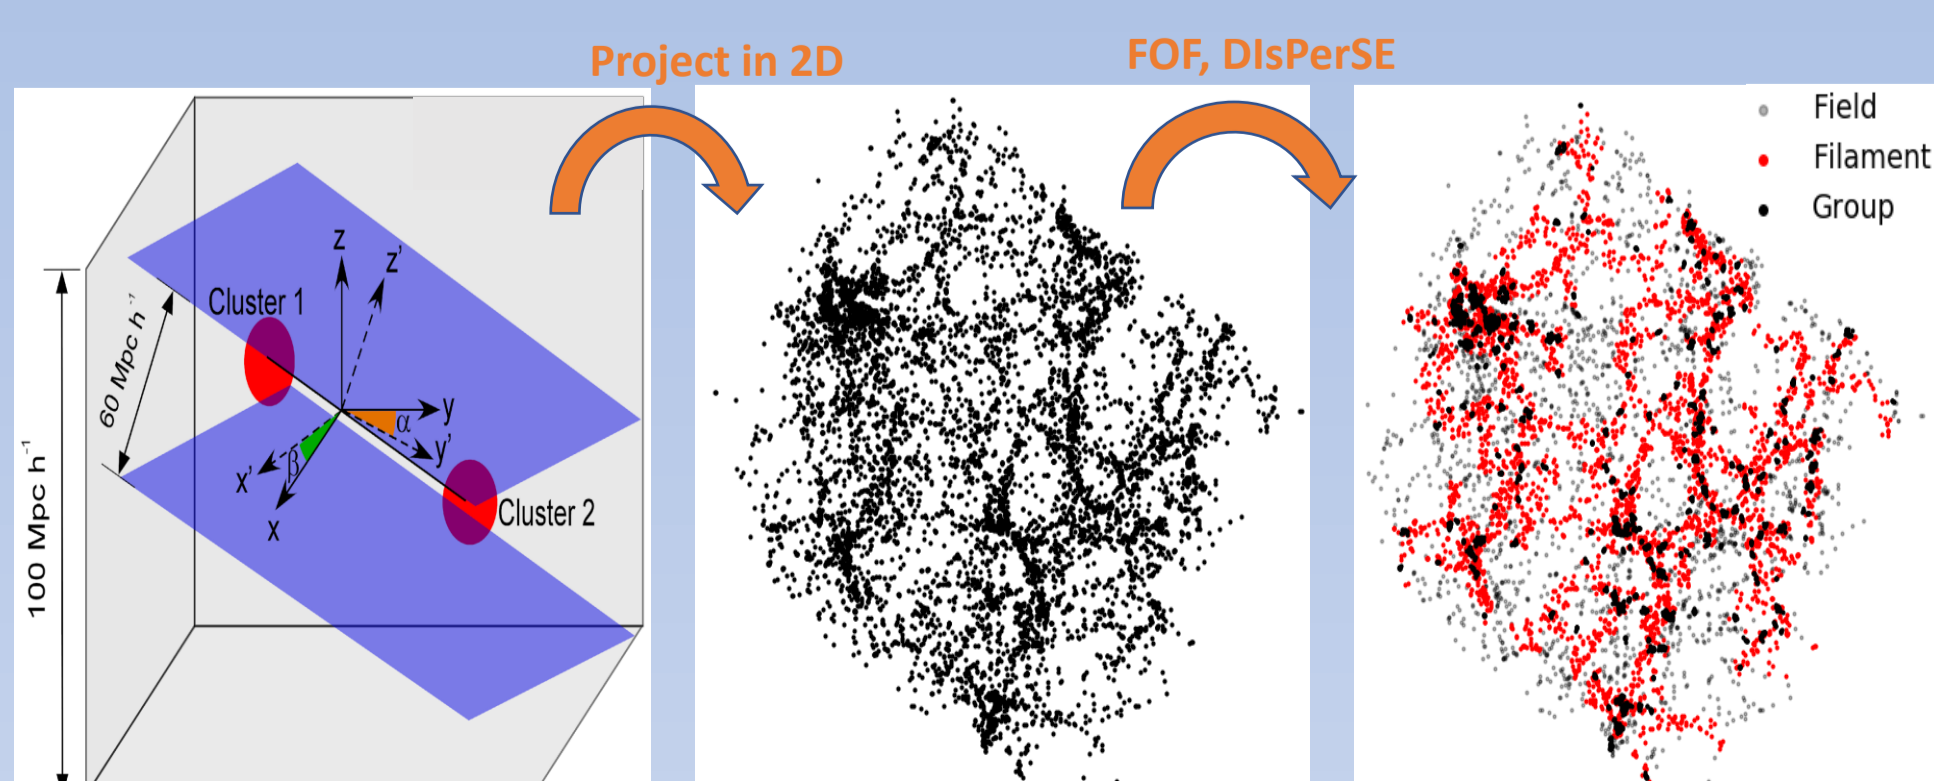 Project in 2D
FOF, DIsPerSE
Field
Filament
Group
z
z'
Cluster 1
60 Mpc h⁻¹
y
α
y'
x'
β
x
Cluster 2
100 Mpc h⁻¹